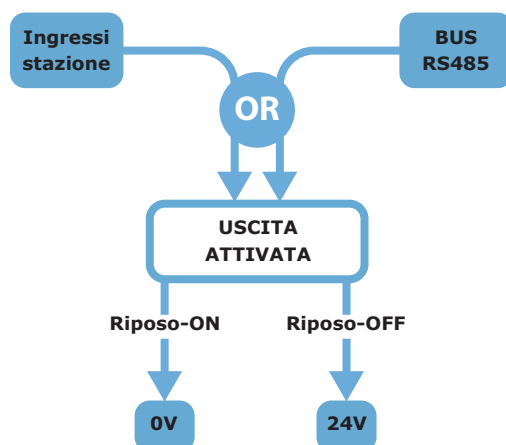 Ingressi
stazione
BUS
RS485
OR
USCITA
ATTIVATA
Riposo-ON
Riposo-OFF
0V
24V